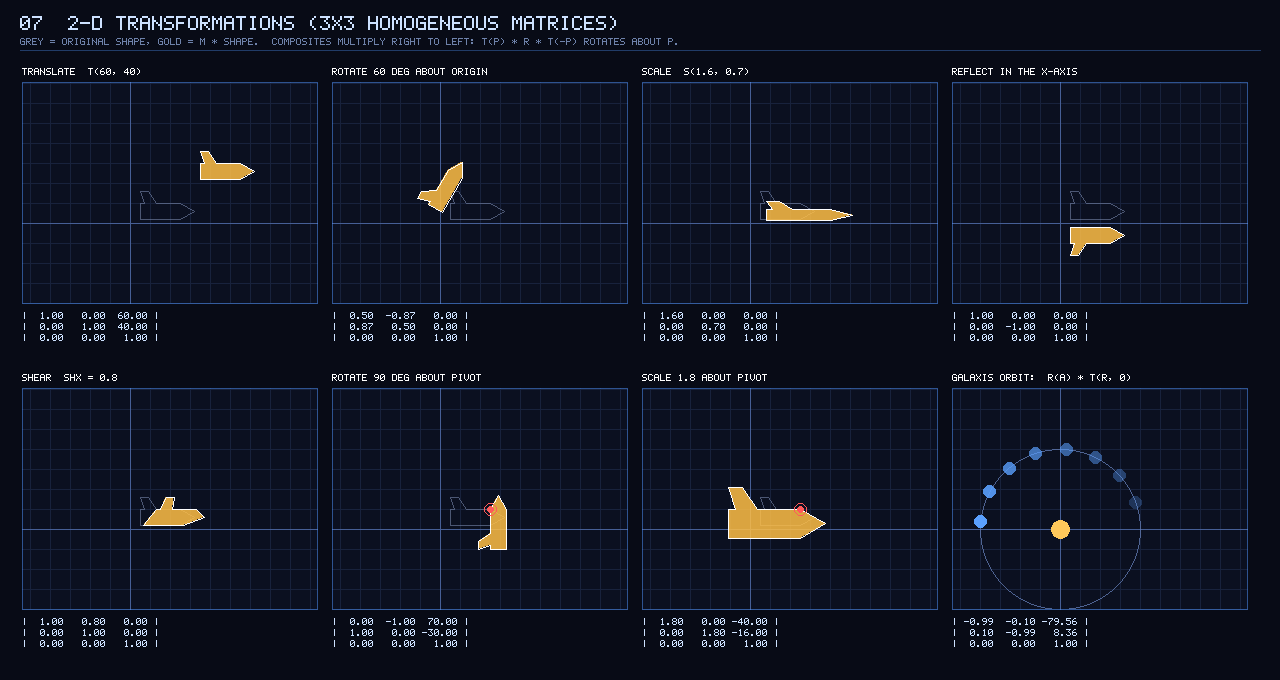 07  2-D TRANSFORMATIONS (3X3 HOMOGENEOUS MATRICES)
GREY = ORIGINAL SHAPE, GOLD = M * SHAPE.  COMPOSITES MULTIPLY RIGHT TO LEFT: T(P) * R * T(-P) ROTATES ABOUT P.
TRANSLATE  T(60, 40)
| 1.00 0.00 60.00 |
| 0.00 1.00 40.00 |
| 0.00 0.00 1.00 |
ROTATE 60 DEG ABOUT ORIGIN
| 0.50 -0.87 0.00 |
| 0.87 0.50 0.00 |
| 0.00 0.00 1.00 |
SCALE  S(1.6, 0.7)
| 1.60 0.00 0.00 |
| 0.00 0.70 0.00 |
| 0.00 0.00 1.00 |
REFLECT IN THE X-AXIS
| 1.00 0.00 0.00 |
| 0.00 -1.00 0.00 |
| 0.00 0.00 1.00 |
SHEAR  SHX = 0.8
| 1.00 0.80 0.00 |
| 0.00 1.00 0.00 |
| 0.00 0.00 1.00 |
ROTATE 90 DEG ABOUT PIVOT
| 0.00 -1.00 70.00 |
| 1.00 0.00 -30.00 |
| 0.00 0.00 1.00 |
SCALE 1.8 ABOUT PIVOT
| 1.80 0.00 -40.00 |
| 0.00 1.80 -16.00 |
| 0.00 0.00 1.00 |
GALAXIS ORBIT:  R(A) * T(R, 0)
| -0.99 -0.10 -79.56 |
| 0.10 -0.99 8.36 |
| 0.00 0.00 1.00 |